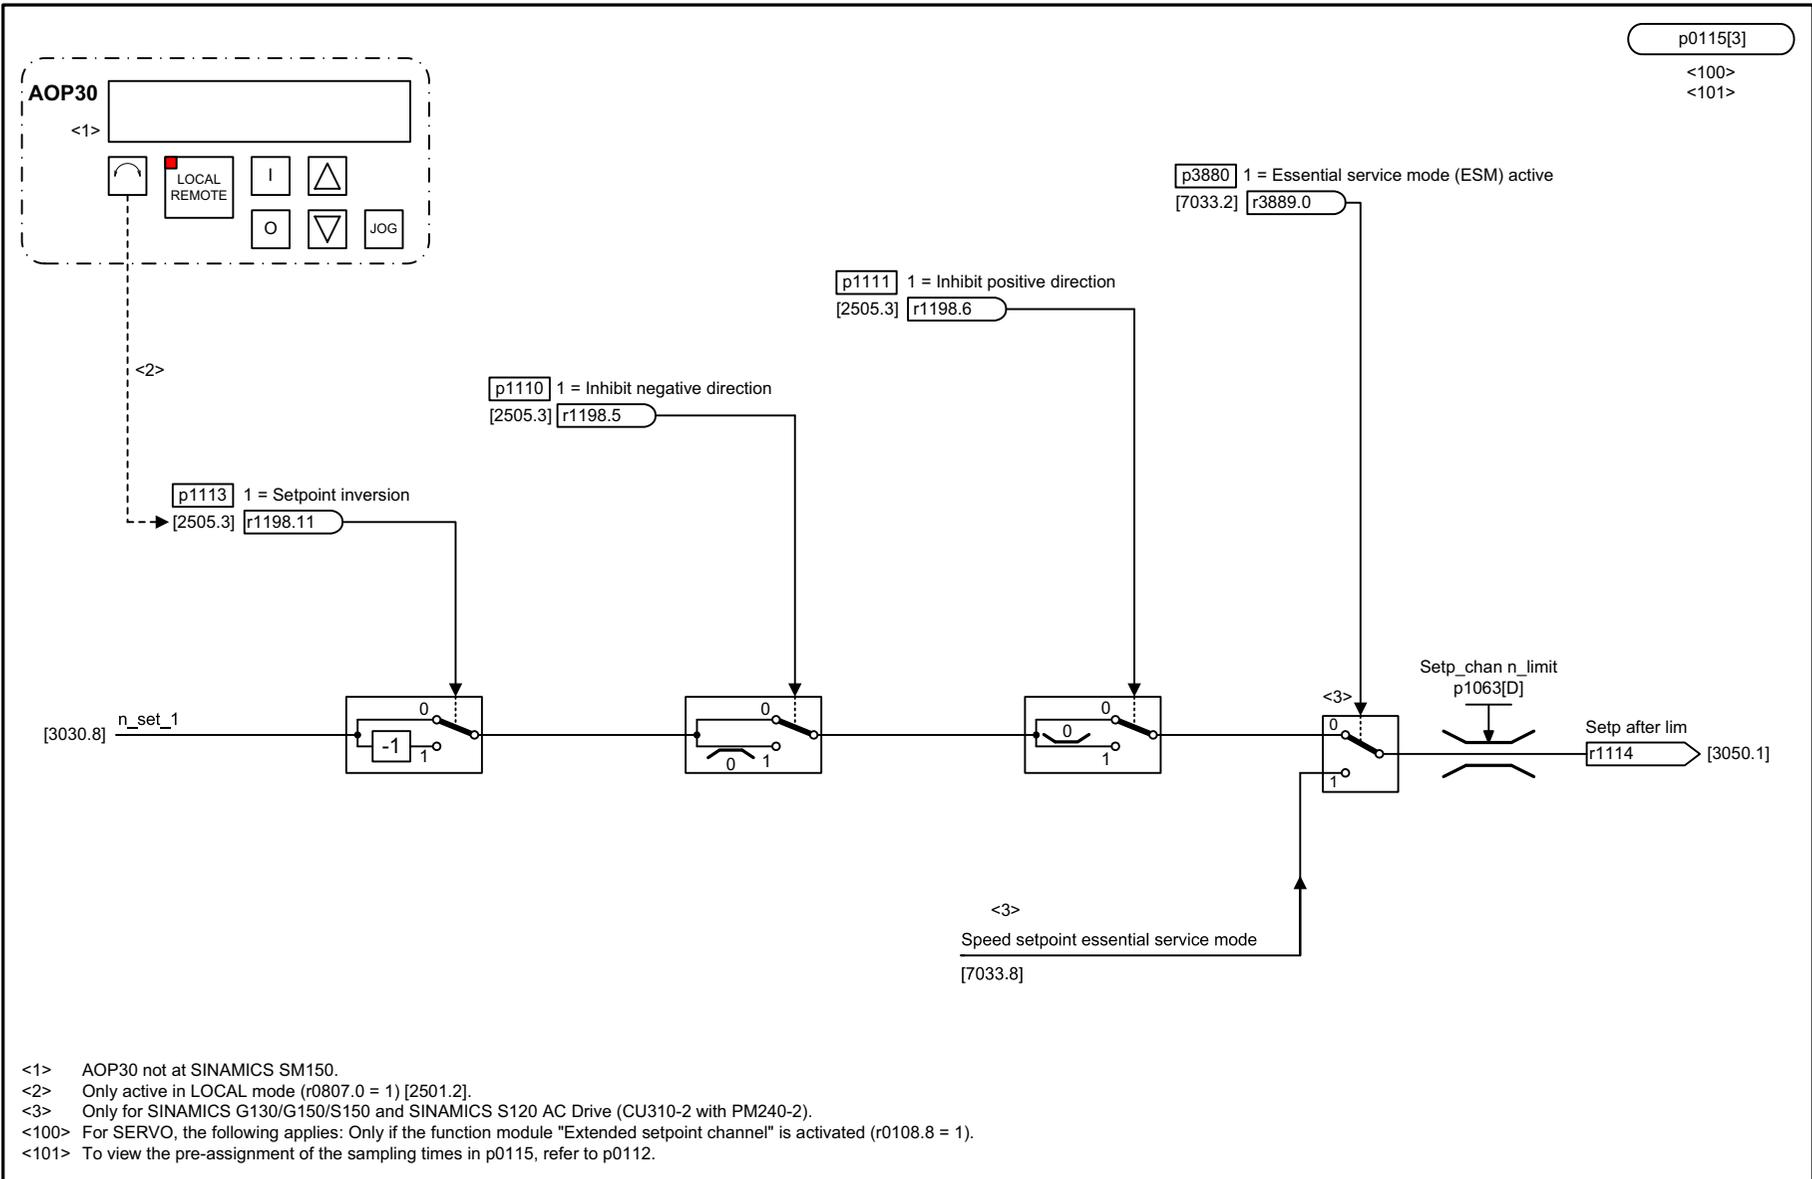 p0115[3]
<100>
<101>
AOP30
<1>
LOCAL
REMOTE
I
O
JOG
p3880 1 = Essential service mode (ESM) active
[7033.2] r3889.0
p1111 1 = Inhibit positive direction
[2505.3] r1198.6
<2>
p1110 1 = Inhibit negative direction
[2505.3] r1198.5
p1113 1 = Setpoint inversion
[2505.3] r1198.11
[3030.8] n_set_1
0
-1 1
0
0 1
0
0
1
<3>
0
1
Setp_chan n_limit
p1063[D]
Setp after lim
r1114 [3050.1]
<3>
Speed setpoint essential service mode
[7033.8]
<1> AOP30 not at SINAMICS SM150.
<2> Only active in LOCAL mode (r0807.0 = 1) [2501.2].
<3> Only for SINAMICS G130/G150/S150 and SINAMICS S120 AC Drive (CU310-2 with PM240-2).
<100> For SERVO, the following applies: Only if the function module "Extended setpoint channel" is activated (r0108.8 = 1).
<101> To view the pre-assignment of the sampling times in p0115, refer to p0112.